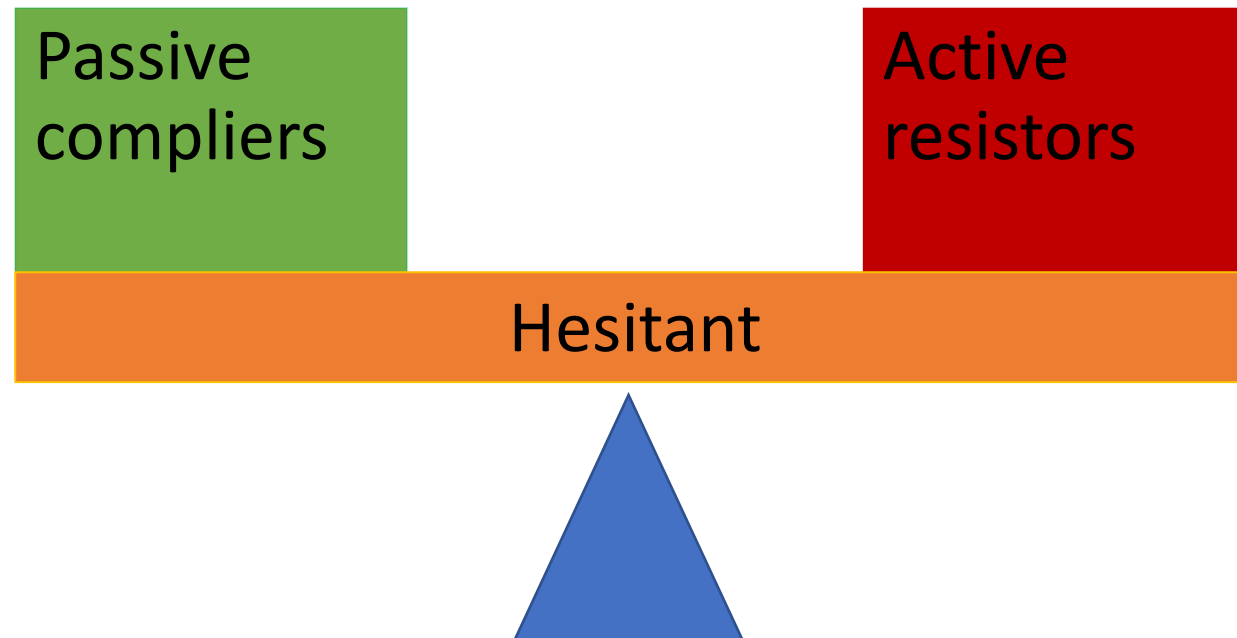 Passive
compliers
Active
resistors
Hesitant